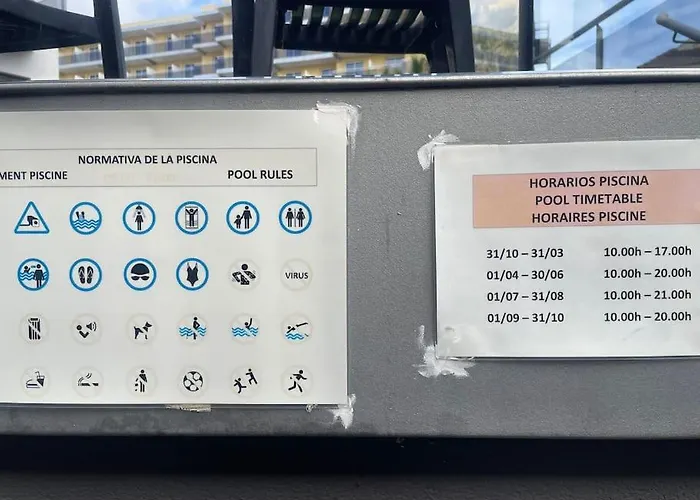 NORMATIVA DE LA PISCINA
MENT PISCINE POOL RULES
VIRUS
HORARIOS PISCINA
POOL TIMETABLE
HORAIRES PISCINE
31/10 – 31/03 10.00h – 17.00h
01/04 – 30/06 10.00h – 20.00h
01/07 – 31/08 10.00h – 21.00h
01/09 – 31/10 10.00h – 20.00h